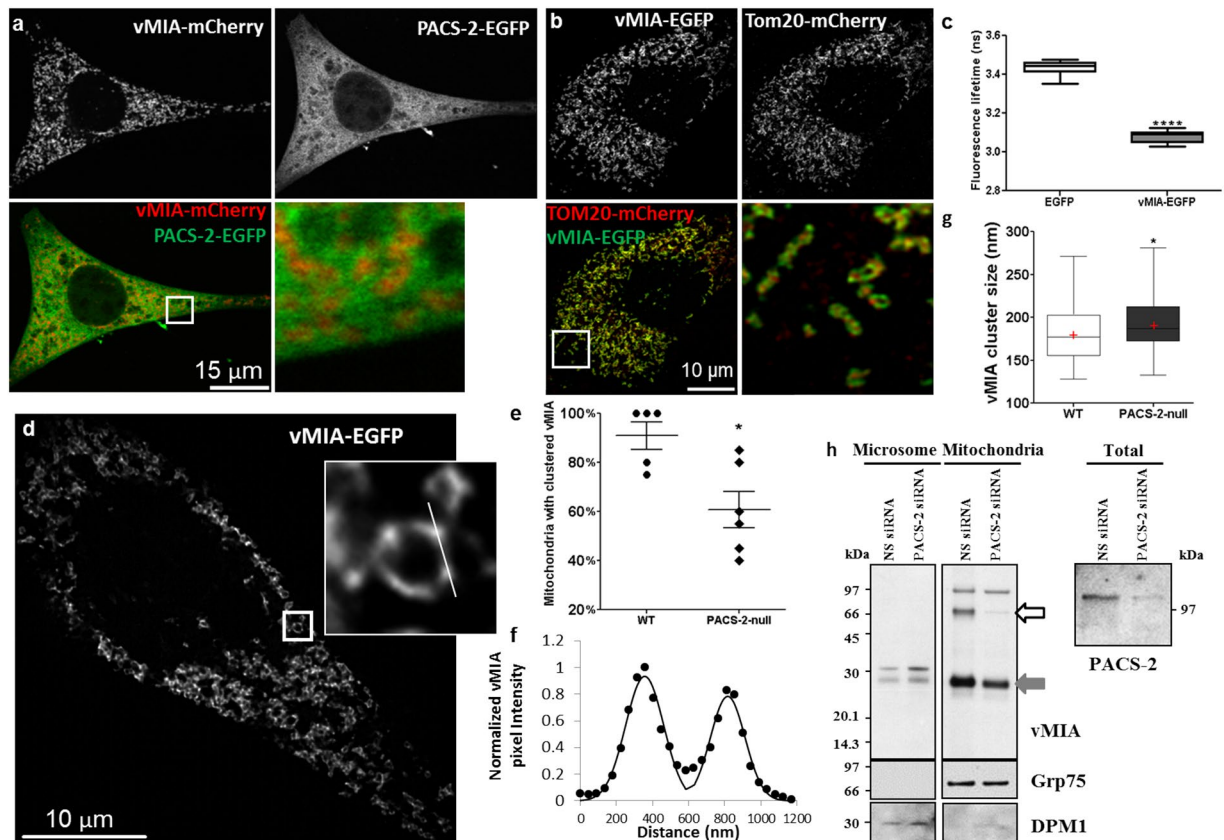 a
vMIA-mCherry
PACS-2-EGFP
vMIA-mCherry
PACS-2-EGFP
15 µm
b
vMIA-EGFP
Tom20-mCherry
TOM20-mCherry
vMIA-EGFP
10 µm
c
Fluorescence lifetime (ns)
3.6
3.4
3.2
3.0
2.8
****
EGFP
vMIA-EGFP
g
vMIA cluster size (nm)
300
250
200
150
100
*
WT
PACS-2-null
d
vMIA-EGFP
10 µm
e
Mitochondria with clustered vMIA
100%
80%
60%
40%
20%
*
WT
PACS-2-null
f
Normalized vMIA
pixel Intensity
1.2
1
0.8
0.6
0.4
0.2
0
0 200 400 600 800 1000 1200
Distance (nm)
h
Microsome Mitochondria
NS siRNA
PACS-2 siRNA
NS siRNA
PACS-2 siRNA
kDa
97
66
45
30
20.1
14.3
vMIA
97
66
Grp75
30
DPM1
Total
NS siRNA
PACS-2 siRNA
kDa
97
PACS-2